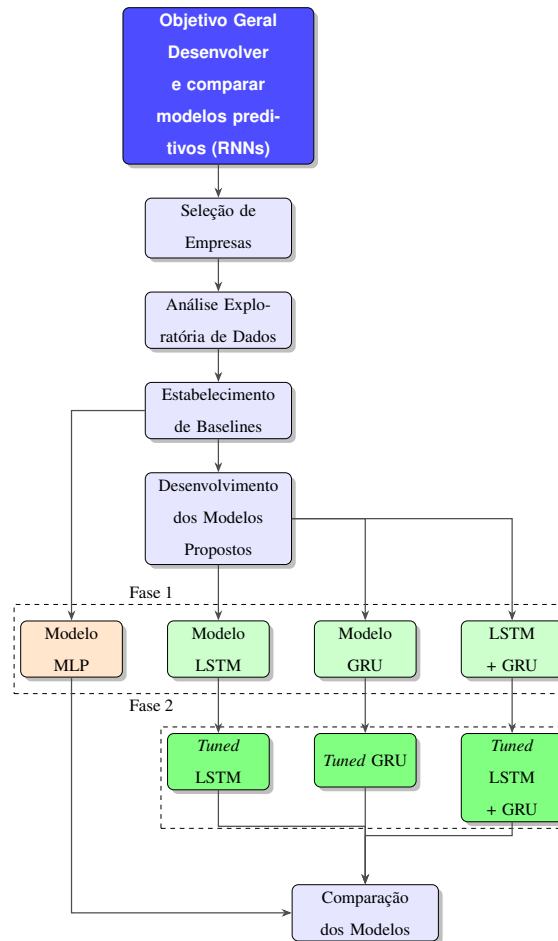 Objetivo Geral
Desenvolver
e comparar
modelos predi-
tivos (RNNs)
Seleção de
Empresas
Análise Explo-
ratória de Dados
Estabelecimento
de Baselines
Desenvolvimento
dos Modelos
Propostos
Fase 1
Modelo
MLP
Modelo
LSTM
Modelo
GRU
LSTM
+ GRU
Fase 2
Tuned
LSTM
Tuned GRU
Tuned
LSTM
+ GRU
Comparação
dos Modelos